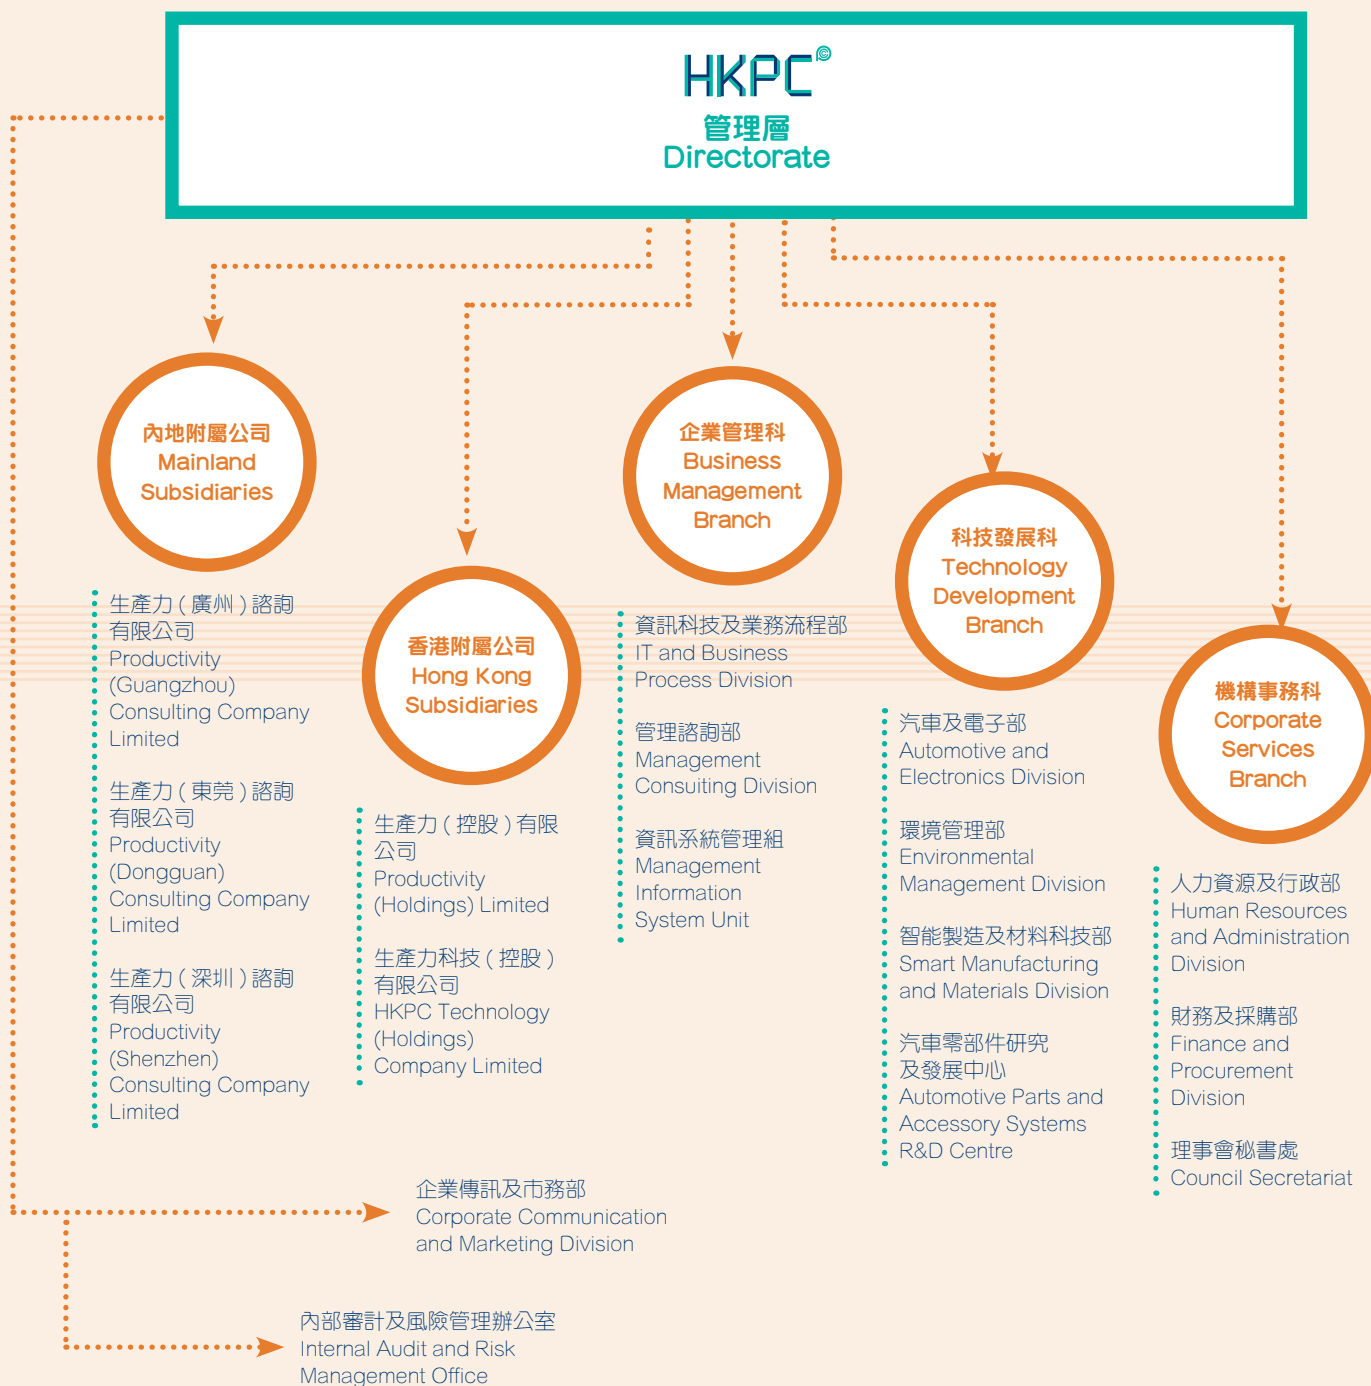 HKPC
管理層
Directorate
內地附屬公司
Mainland
Subsidiaries
生產力 ( 廣州 ) 諮詢
有限公司
Productivity
(Guangzhou)
Consulting Company
Limited
生產力 ( 東莞 ) 諮詢
有限公司
Productivity
(Dongguan)
Consulting Company
Limited
生產力 ( 深圳 ) 諮詢
有限公司
Productivity
(Shenzhen)
Consulting Company
Limited
香港附屬公司
Hong Kong
Subsidiaries
生產力 ( 控股 ) 有限
公司
Productivity
(Holdings) Limited
生產力科技 ( 控股 )
有限公司
HKPC Technology
(Holdings)
Company Limited
企業管理科
Business
Management
Branch
資訊科技及業務流程部
IT and Business
Process Division
管理諮詢部
Management
Consuiting Division
資訊系統管理組
Management
Information
System Unit
科技發展科
Technology
Development
Branch
汽車及電子部
Automotive and
Electronics Division
環境管理部
Environmental
Management Division
智能製造及材料科技部
Smart Manufacturing
and Materials Division
汽車零部件研究
及發展中心
Automotive Parts and
Accessory Systems
R&D Centre
機構事務科
Corporate
Services
Branch
人力資源及行政部
Human Resources
and Administration
Division
財務及採購部
Finance and
Procurement
Division
理事會秘書處
Council Secretariat
企業傳訊及市務部
Corporate Communication
and Marketing Division
內部審計及風險管理辦公室
Internal Audit and Risk
Management Office